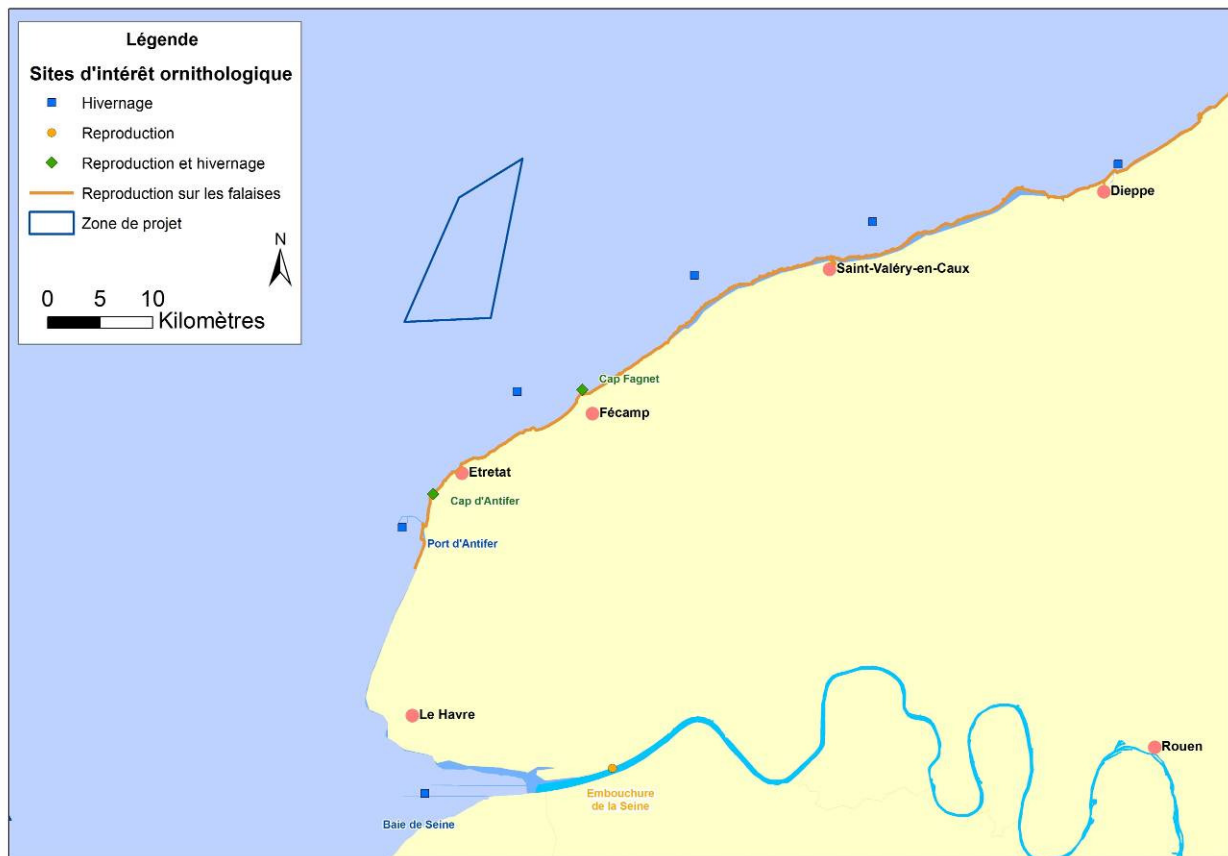 Légende
Sites d'intérêt ornithologique
Hivernage
Reproduction
Reproduction et hivernage
Reproduction sur les falaises
Zone de projet
N
0 5 10
Kilomètres
Dieppe
Saint-Valéry-en-Caux
Cap Fagnet
Fécamp
Etretat
Cap d'Antifer
Port d'Antifer
Le Havre
Rouen
Embouchure
de la Seine
Baie de Seine